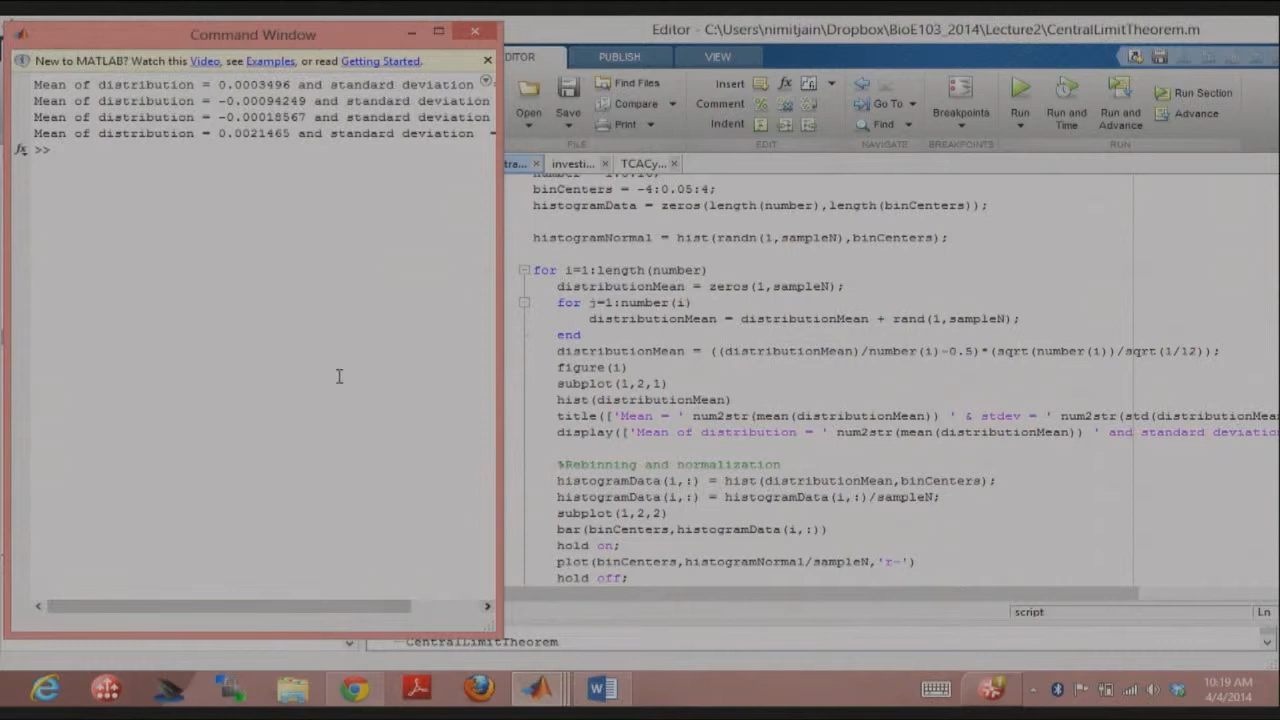 Command Window
New to MATLAB? Watch this Video, see Examples, or read Getting Started.
Mean of distribution = 0.0003496 and standard deviation
Mean of distribution = -0.00094249 and standard deviation
Mean of distribution = -0.00018567 and standard deviation
Mean of distribution = 0.0021465 and standard deviation =
fx >>
Editor - C:\Users\nimitjain\Dropbox\BioE103_2014\Lecture2\CentralLimitTheorem.m
DITOR PUBLISH VIEW
Open Save Find Files Compare Print FILE
Insert Comment Indent fx EDIT
Go To Find NAVIGATE
Breakpoints BREAKPOINTS
Run Run and Time Run and Advance Run Section Advance RUN
tra... × investi... × TCACy... ×
binCenters = -4:0.05:4;
histogramData = zeros(length(number),length(binCenters));
histogramNormal = hist(randn(1,sampleN),binCenters);
for i=1:length(number)
distributionMean = zeros(1,sampleN);
for j=1:number(i)
distributionMean = distributionMean + rand(1,sampleN);
end
distributionMean = ((distributionMean)/number(i)-0.5)*(sqrt(number(i))/sqrt(1/12));
figure(i)
subplot(1,2,1)
hist(distributionMean)
title(['Mean = ' num2str(mean(distributionMean)) ' & stdev = ' num2str(std(distributionMea
display(['Mean of distribution = ' num2str(mean(distributionMean)) ' and standard deviatio
%Rebinning and normalization
histogramData(i,:) = hist(distributionMean,binCenters);
histogramData(i,:) = histogramData(i,:)/sampleN;
subplot(1,2,2)
bar(binCenters,histogramData(i,:))
hold on;
plot(binCenters,histogramNormal/sampleN,'r-')
hold off;
script Ln
CentralLimitTheorem
10:19 AM
4/4/2014